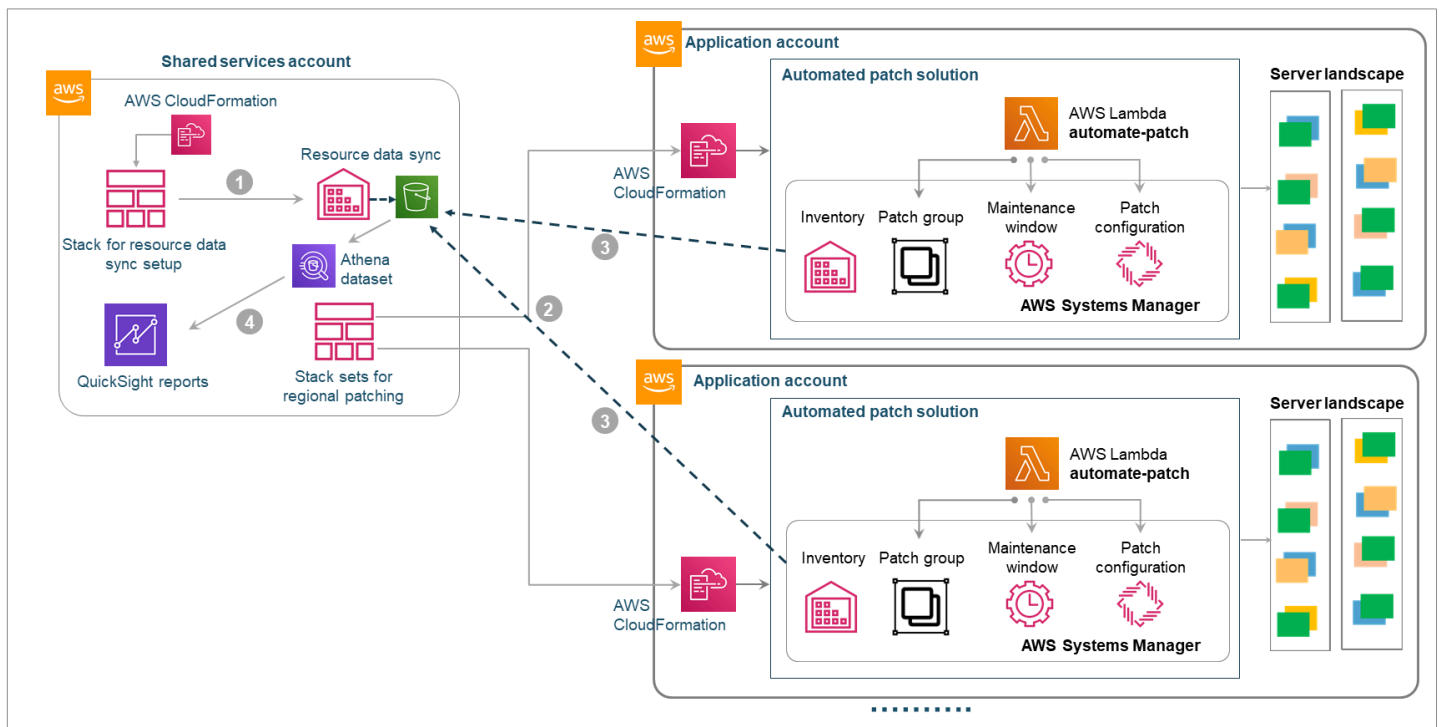 Shared services account
aws
AWS CloudFormation
Resource data sync
1
Stack for resource data
sync setup
Athena
dataset
4
QuickSight reports
Stack sets for
regional patching
2
3
3
aws
Application account
Automated patch solution
Server landscape
AWS Lambda
automate-patch
AWS
CloudFormation
Inventory
Patch group
Maintenance
window
Patch
configuration
AWS Systems Manager
aws
Application account
Automated patch solution
Server landscape
AWS Lambda
automate-patch
AWS
CloudFormation
Inventory
Patch group
Maintenance
window
Patch
configuration
AWS Systems Manager